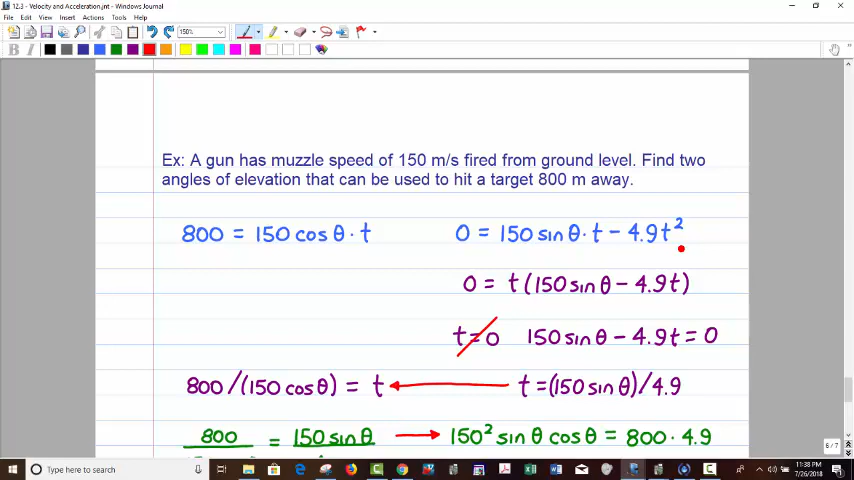 12.3 - Velocity and Acceleration.jnt - Windows Journal
File Edit View Insert Actions Tools Help
150%
B I
Ex: A gun has muzzle speed of 150 m/s fired from ground level. Find two
angles of elevation that can be used to hit a target 800 m away.
800 = 150 cos θ · t 0 = 150 sin θ · t − 4.9t²
0 = t(150 sin θ − 4.9t)
t = 0 150 sin θ − 4.9t = 0
800/(150 cos θ) = t ← t = (150 sin θ)/4.9
800 = 150 sin θ → 150² sin θ cos θ = 800 · 4.9
6 / 7
Type here to search
11:38 PM
7/26/2018